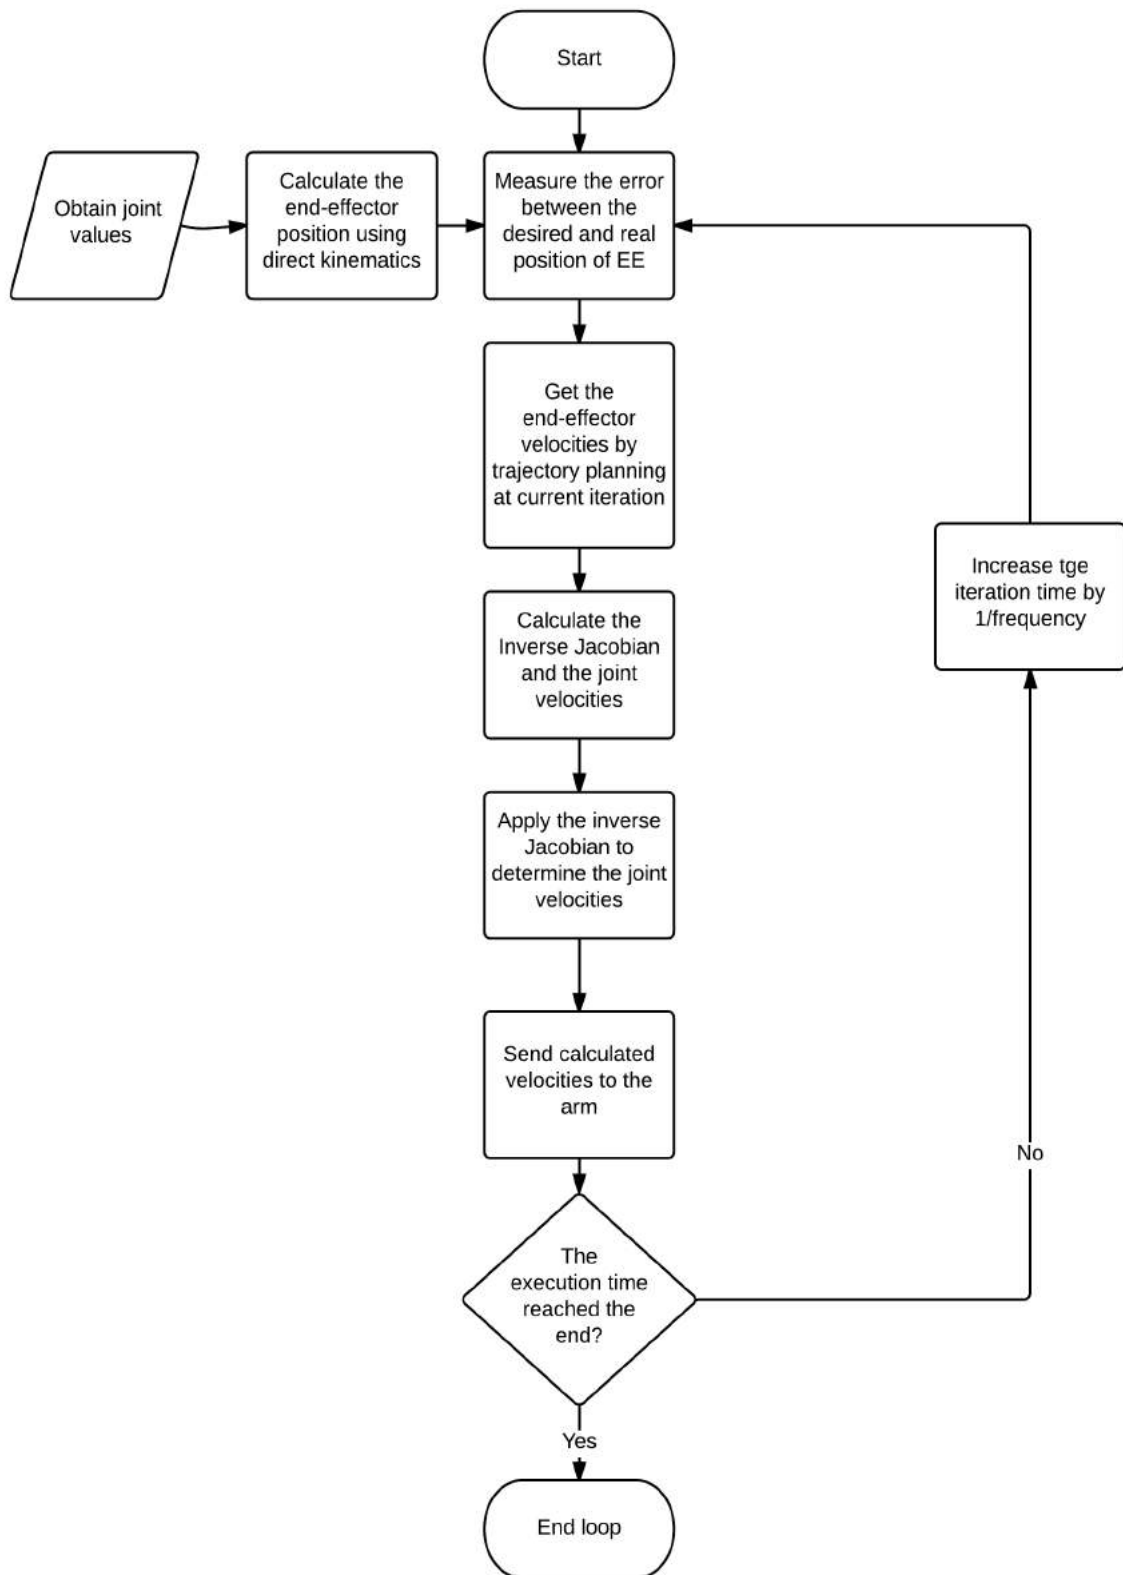 Start
Obtain joint
values
Calculate the
end-effector
position using
direct kinematics
Measure the error
between the
desired and real
position of EE
Get the
end-effector
velocities by
trajectory planning
at current iteration
Increase tge
iteration time by
1/frequency
Calculate the
Inverse Jacobian
and the joint
velocities
Apply the inverse
Jacobian to
determine the joint
velocities
Send calculated
velocities to the
arm
No
The
execution time
reached the
end?
Yes
End loop